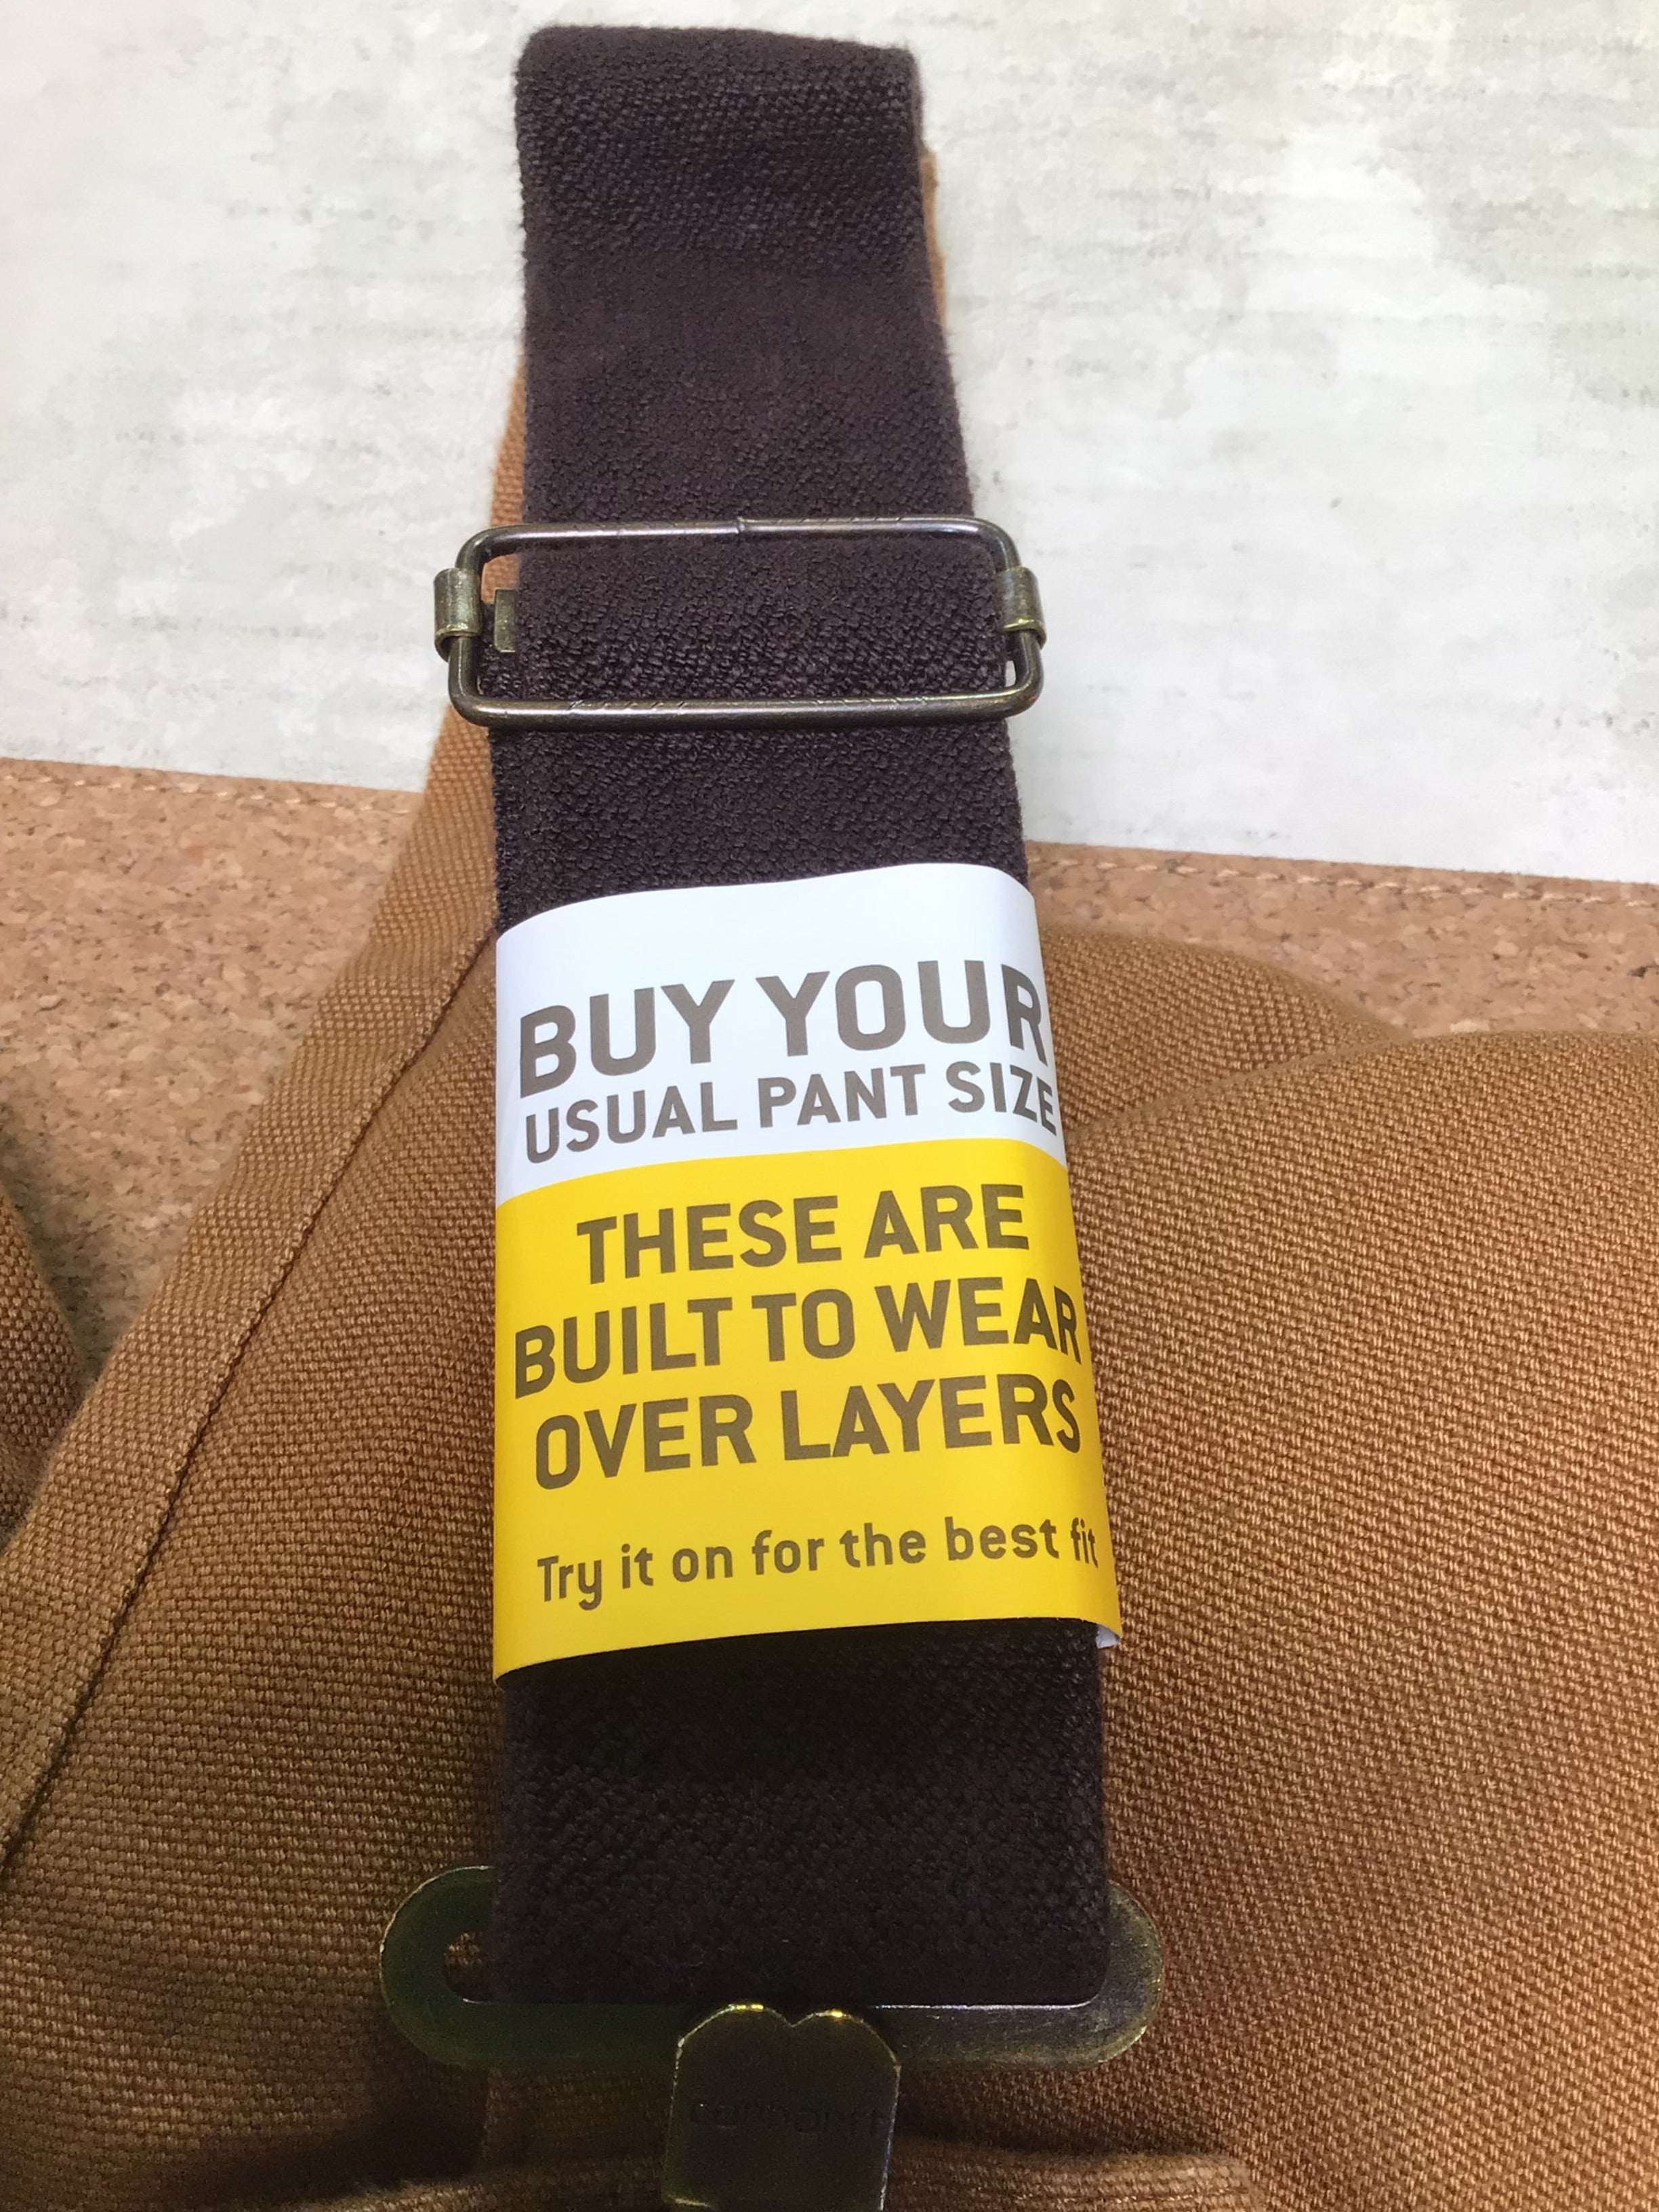 BUY YOUR
USUAL PANT SIZE
THESE ARE
BUILT TO WEAR
OVER LAYERS
Try it on for the best fit
carhartt